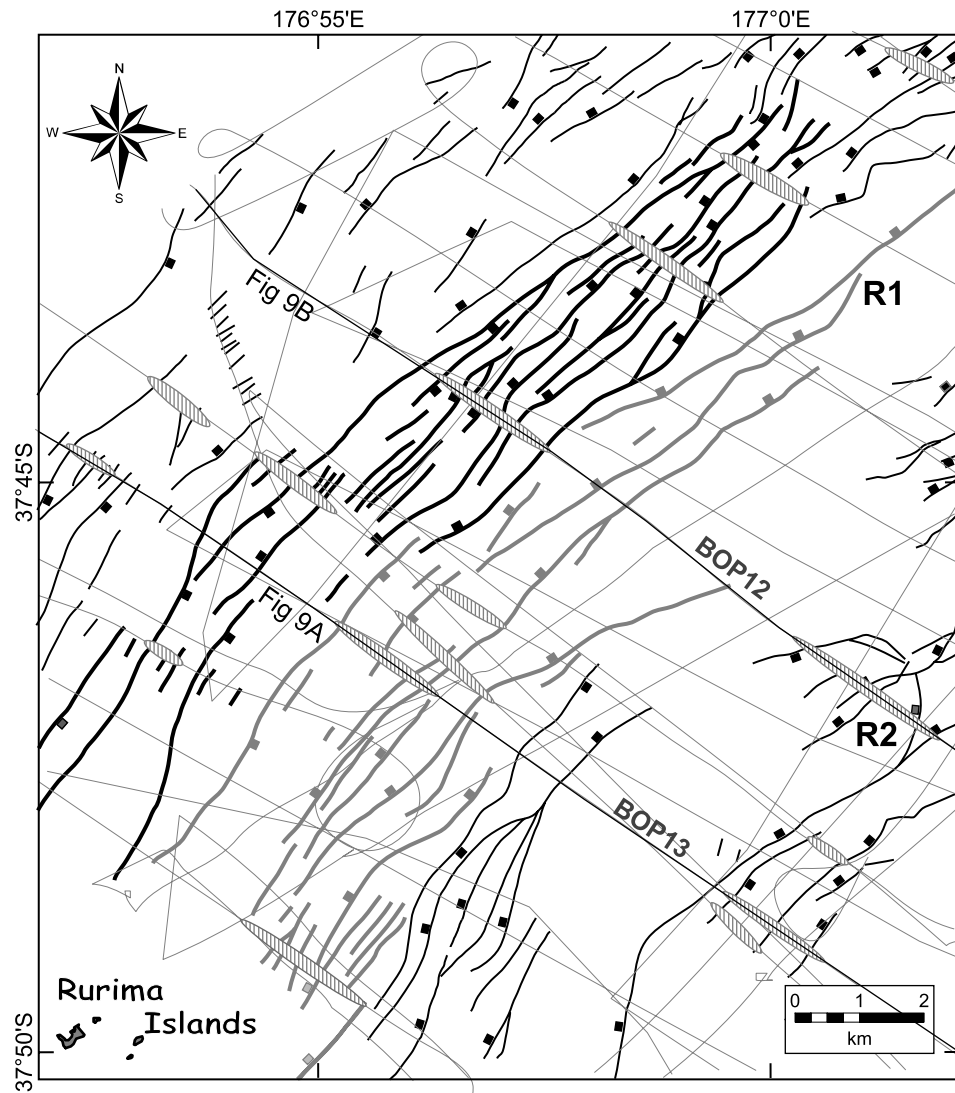 176°55'E
177°0'E
N
W
E
S
Fig 9B
R1
37°45'S
BOP12
Fig 9A
R2
BOP13
Rurima
Islands
0 1 2
km
37°50'S